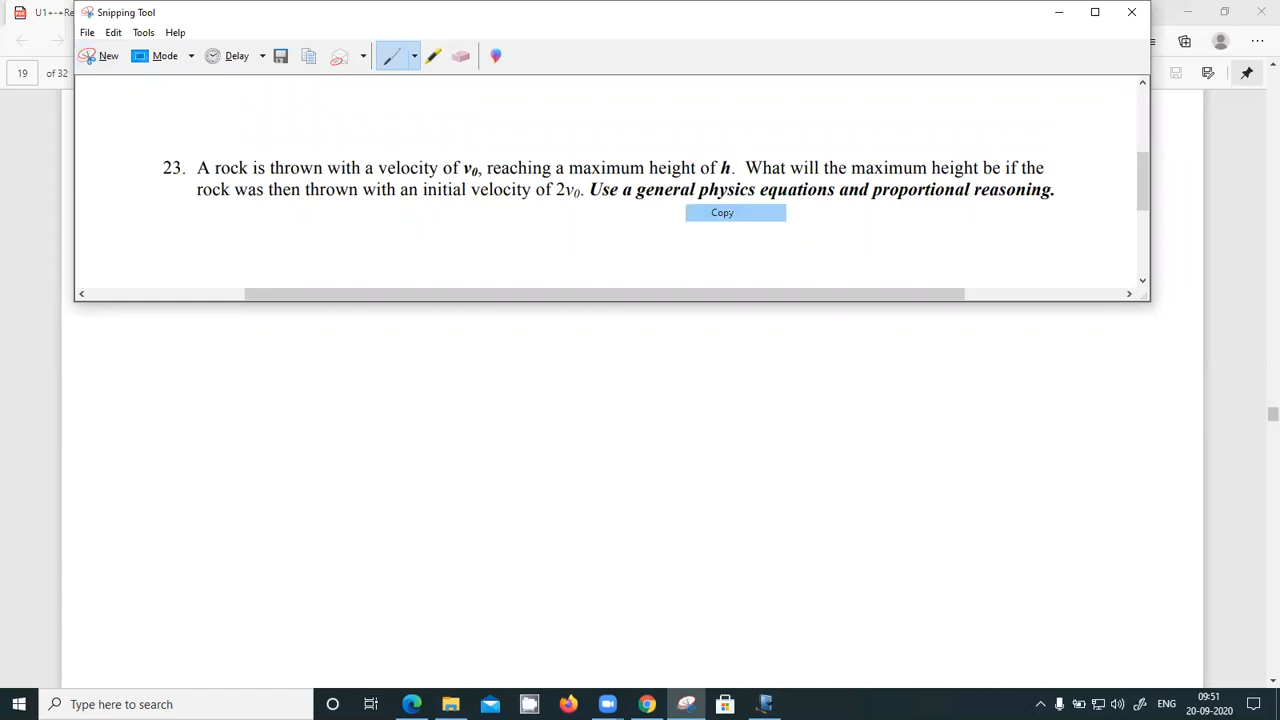 U1--+Re
Snipping Tool
File Edit Tools Help
New Mode Delay
19 of 32
23. A rock is thrown with a velocity of v₀, reaching a maximum height of h. What will the maximum height be if the
rock was then thrown with an initial velocity of 2v₀. Use a general physics equations and proportional reasoning.
Copy
Type here to search
ENG
09:51
20-09-2020